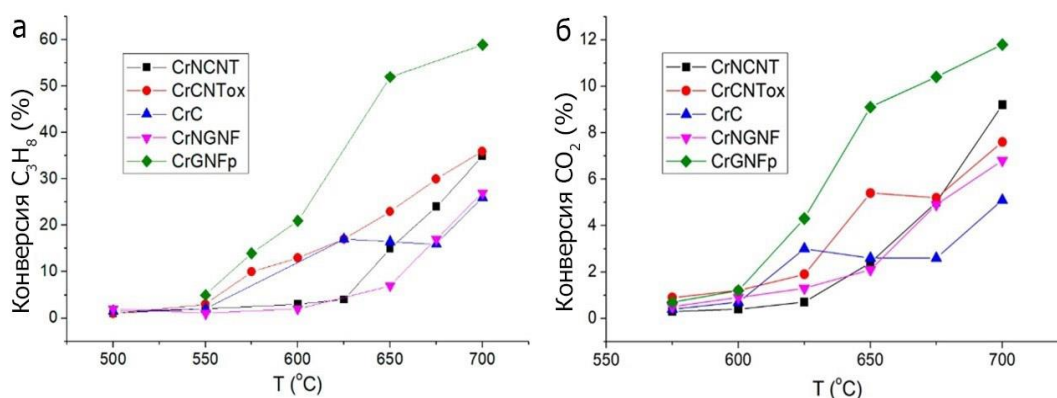 а
Конверсия C₃H₈ (%)
60
50
40
30
20
10
0
CrNCNT
CrCNTox
CrC
CrNGNF
CrGNFp
500
550
600
650
700
T (°C)
б
Конверсия CO₂ (%)
12
10
8
6
4
2
0
CrNCNT
CrCNTox
CrC
CrNGNF
CrGNFp
550
600
650
700
T (°C)